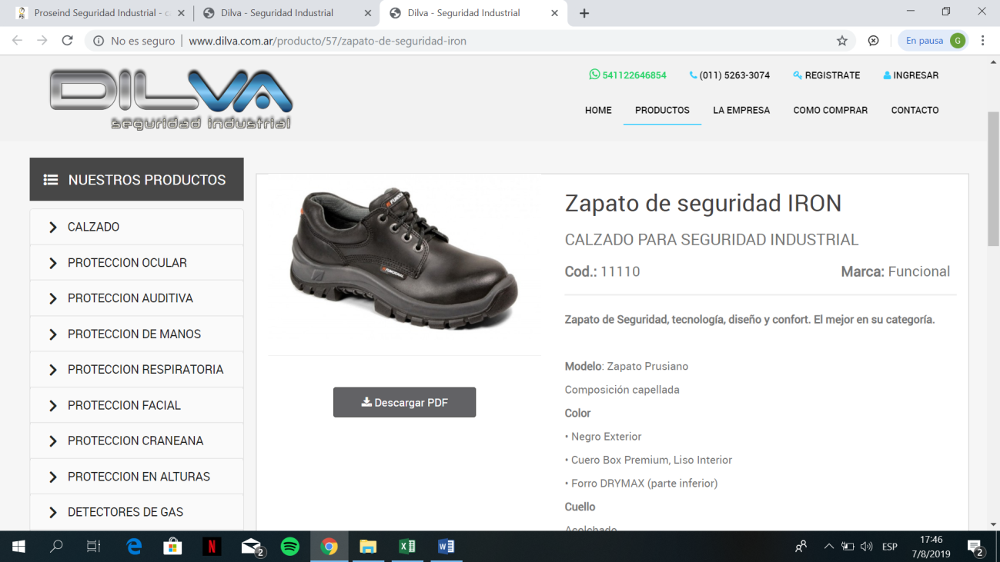 Proseind Seguridad Industrial - c
Dilva - Seguridad Industrial
Dilva - Seguridad Industrial
No es seguro
www.dilva.com.ar/producto/57/zapato-de-seguridad-iron
En pausa
G
DILVA
seguridad industrial
541122646854
(011) 5263-3074
REGISTRATE
INGRESAR
HOME
PRODUCTOS
LA EMPRESA
COMO COMPRAR
CONTACTO
NUESTROS PRODUCTOS
CALZADO
PROTECCION OCULAR
PROTECCION AUDITIVA
PROTECCION DE MANOS
PROTECCION RESPIRATORIA
PROTECCION FACIAL
PROTECCION CRANEANA
PROTECCION EN ALTURAS
DETECTORES DE GAS
FUNCIONAL
Descargar PDF
Zapato de seguridad IRON
CALZADO PARA SEGURIDAD INDUSTRIAL
Cod.: 11110
Marca: Funcional
Zapato de Seguridad, tecnología, diseño y confort. El mejor en su categoría.
Modelo: Zapato Prusiano
Composición capellada
Color
• Negro Exterior
• Cuero Box Premium, Liso Interior
• Forro DRYMAX (parte inferior)
Cuello
Acolchado
2
ESP
17:46
7/8/2019
2